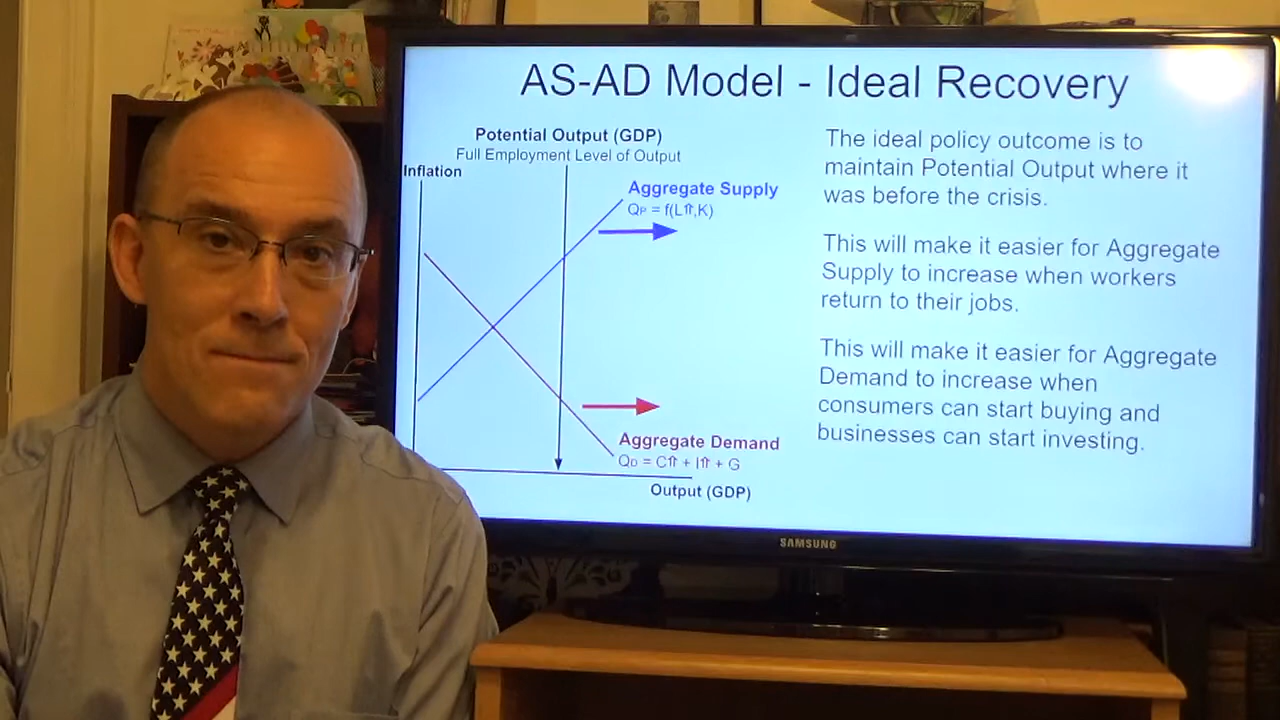 AS-AD Model - Ideal Recovery
Potential Output (GDP)
Full Employment Level of Output
Inflation
Aggregate Supply
QP = f(L⇈,K)
Aggregate Demand
QD = C⇈ + I⇈ + G
Output (GDP)
The ideal policy outcome is to
maintain Potential Output where it
was before the crisis.
This will make it easier for Aggregate
Supply to increase when workers
return to their jobs.
This will make it easier for Aggregate
Demand to increase when
consumers can start buying and
businesses can start investing.
SAMSUNG